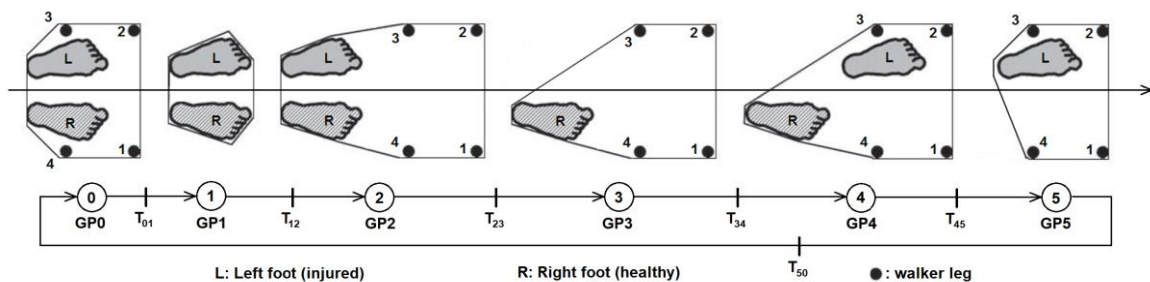 3 2 3 2 3 2 3 2 3 2
L L L L L
R R R R R
4 1 4 1 4 1 4 1 4 1
0 1 2 3 4 5
GP0 T01 GP1 T12 GP2 T23 GP3 T34 GP4 T45 GP5
T50
L: Left foot (injured) R: Right foot (healthy) : walker leg